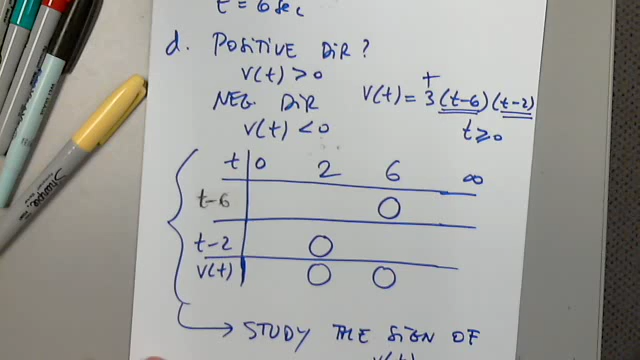 t = 6 sec
d. POSITIVE DIR ?
v(t) > 0
NEG. DIR
v(t) < 0
+
v(t) = 3 (t-6) (t-2)
t ≥ 0
t 0 2 6 ∞
t-6 0
t-2 0
v(t) 0 0
→ STUDY THE SIGN OF
v(t)
Sharpie